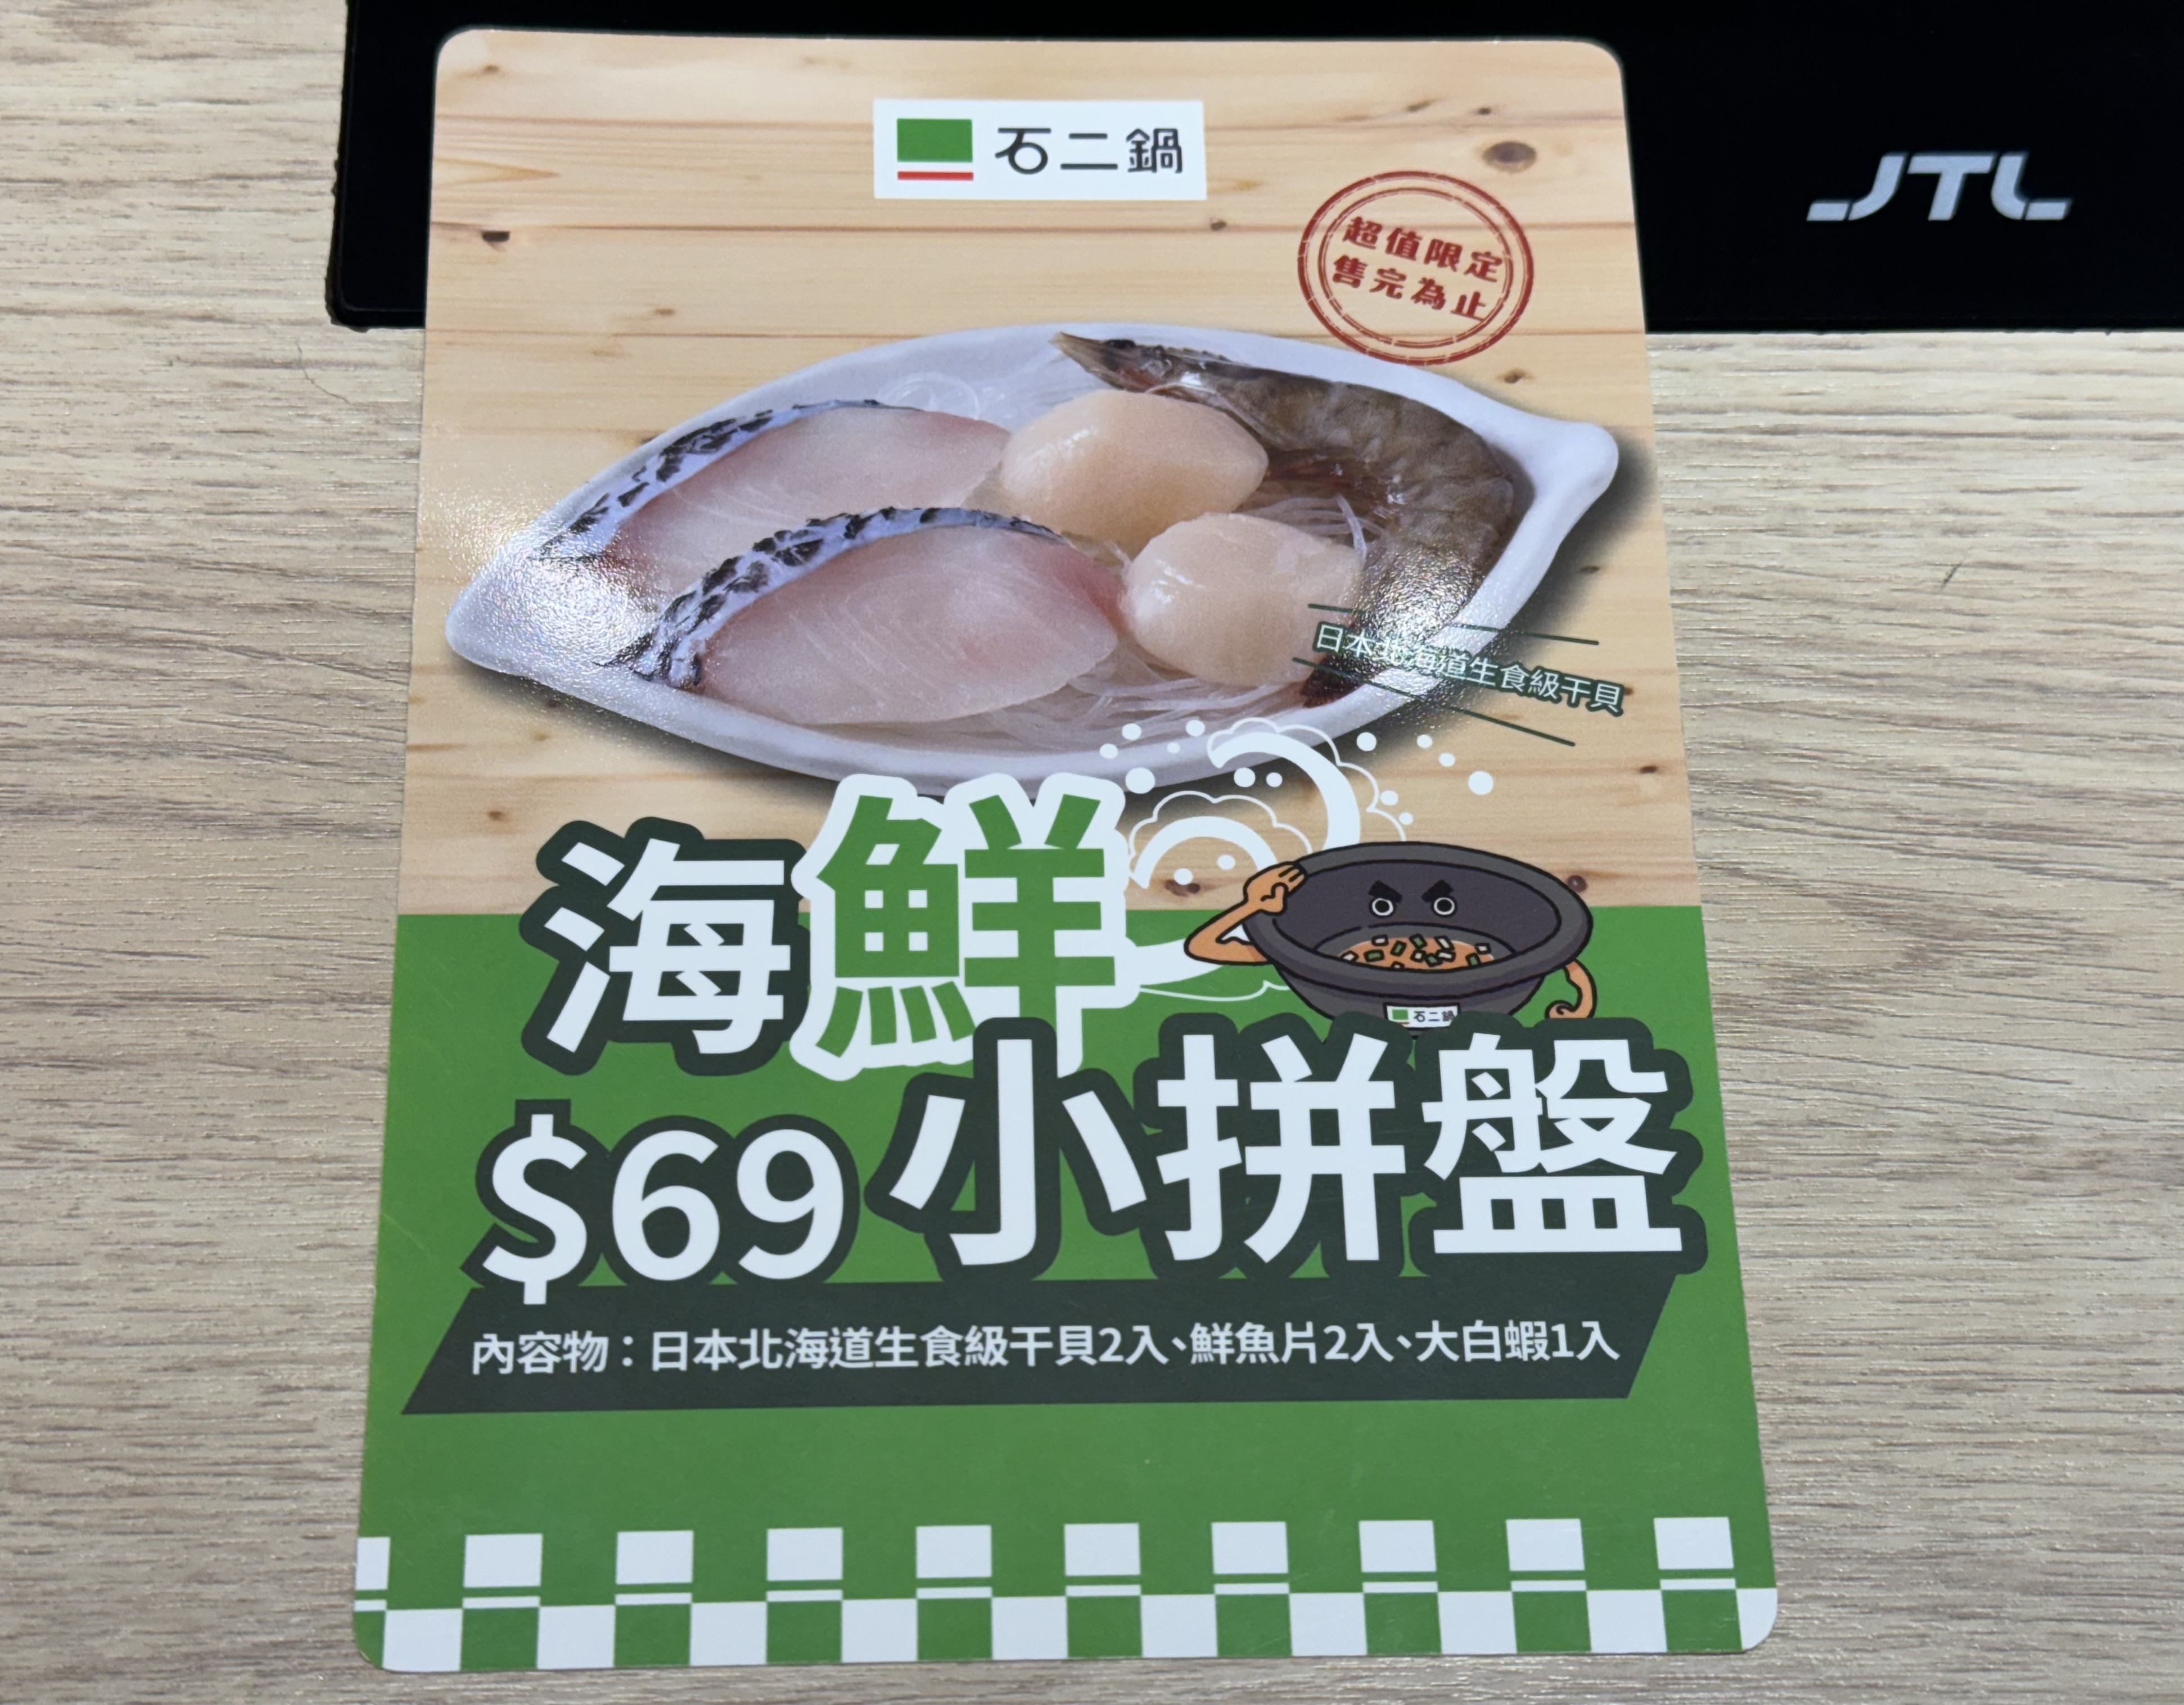 石二鍋
JTL
超值限定
售完為止
日本北海道生食級干貝
海鮮
石二鍋
小拼盤
$69
內容物：日本北海道生食級干貝2入、鮮魚片2入、大白蝦1入